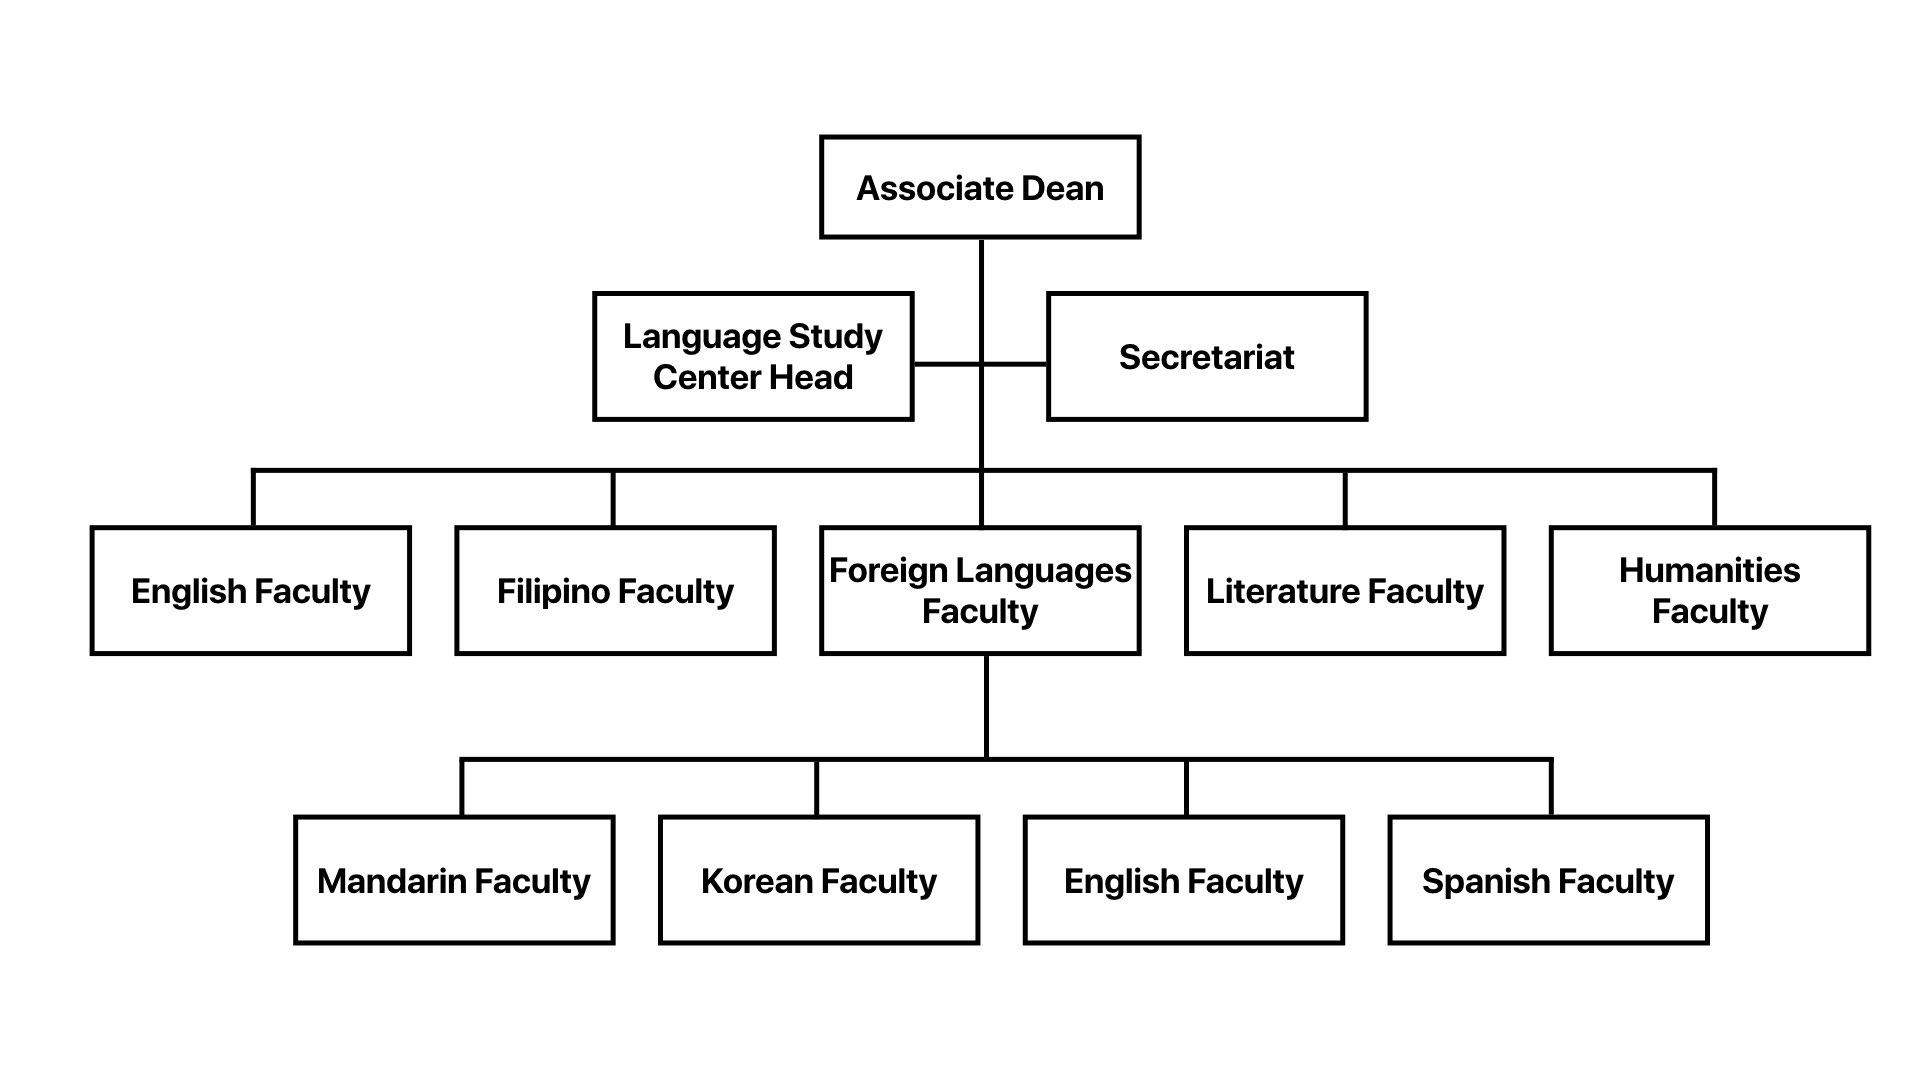 Associate Dean
Language Study
Center Head
Secretariat
English Faculty
Filipino Faculty
Foreign Languages
Faculty
Literature Faculty
Humanities
Faculty
Mandarin Faculty
Korean Faculty
English Faculty
Spanish Faculty